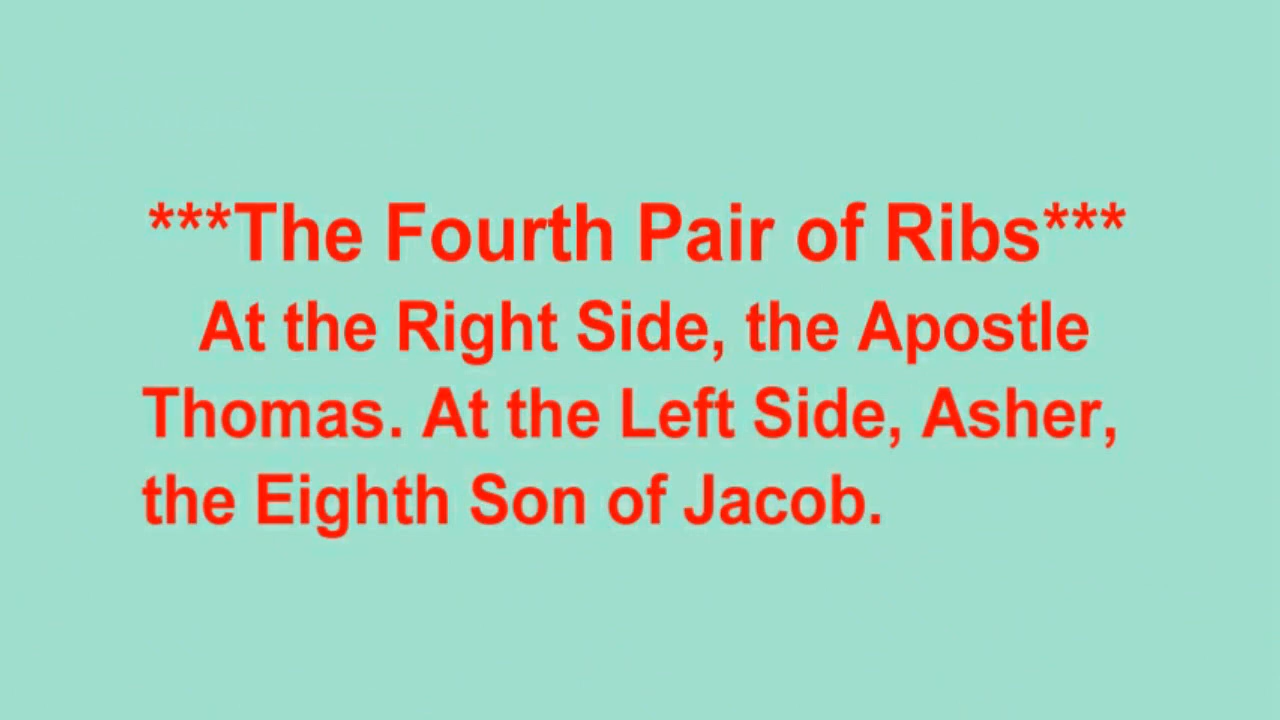 ***The Fourth Pair of Ribs***
At the Right Side, the Apostle
Thomas. At the Left Side, Asher,
the Eighth Son of Jacob.